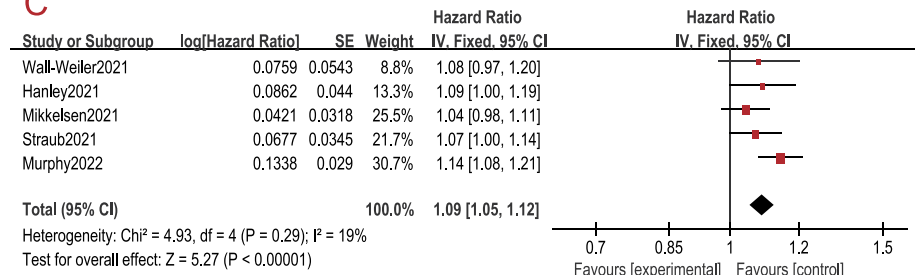 C
Hazard Ratio Hazard Ratio
Study or Subgroup log[Hazard Ratio] SE Weight IV, Fixed, 95% CI IV, Fixed, 95% CI
Wall-Weiler2021 0.0759 0.0543 8.8% 1.08 [0.97, 1.20]
Hanley2021 0.0862 0.044 13.3% 1.09 [1.00, 1.19]
Mikkelsen2021 0.0421 0.0318 25.5% 1.04 [0.98, 1.11]
Straub2021 0.0677 0.0345 21.7% 1.07 [1.00, 1.14]
Murphy2022 0.1338 0.029 30.7% 1.14 [1.08, 1.21]
Total (95% CI) 100.0% 1.09 [1.05, 1.12]
Heterogeneity: Chi² = 4.93, df = 4 (P = 0.29); I² = 19%
Test for overall effect: Z = 5.27 (P < 0.00001)
0.7 0.85 1 1.2 1.5
Favours [experimental] Favours [control]